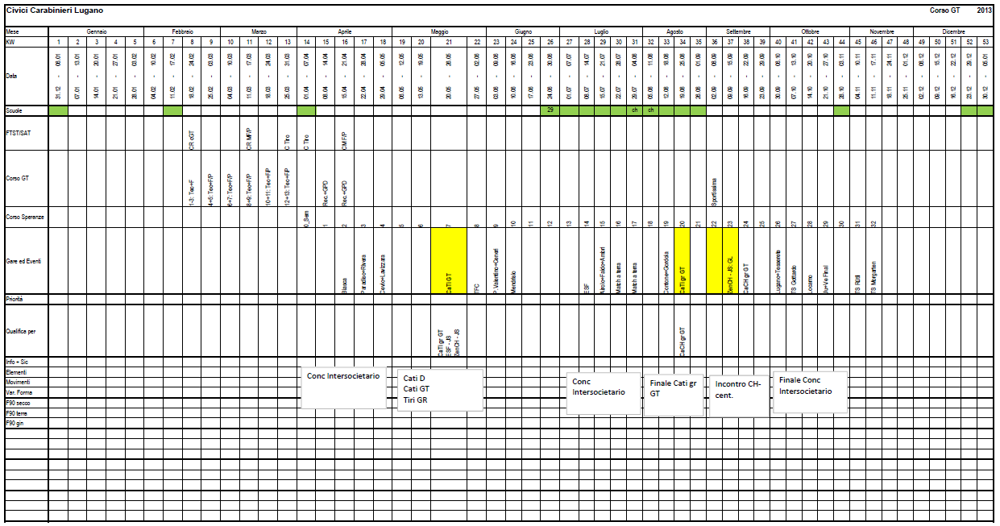 Civici Carabinieri Lugano Corso GT 2013
Mese Gennaio Febbraio Marzo Aprile Maggio Giugno Luglio Agosto Settembre Ottobre Novembre Dicembre
KW 1 2 3 4 5 6 7 8 9 10 11 12 13 14 15 16 17 18 19 20 21 22 23 24 25 26 27 28 29 30 31 32 33 34 35 36 37 38 39 40 41 42 43 44 45 46 47 48 49 50 51 52 53
Data
31.12 - 06.01
07.01 - 13.01
14.01 - 20.01
21.01 - 27.01
28.01 - 03.02
04.02 - 10.02
11.02 - 17.02
18.02 - 24.02
25.02 - 03.03
04.03 - 10.03
11.03 - 17.03
18.03 - 24.03
25.03 - 31.03
01.04 - 07.04
08.04 - 14.04
15.04 - 21.04
22.04 - 28.04
29.04 - 05.05
06.05 - 12.05
13.05 - 19.05
20.05 - 26.05
27.05 - 02.06
03.06 - 09.06
10.06 - 16.06
17.06 - 23.06
24.06 - 30.06
01.07 - 07.07
08.07 - 14.07
15.07 - 21.07
22.07 - 28.07
29.07 - 04.08
05.08 - 11.08
12.08 - 18.08
19.08 - 25.08
26.08 - 01.09
02.09 - 08.09
09.09 - 15.09
16.09 - 22.09
23.09 - 29.09
30.09 - 06.10
07.10 - 13.10
14.10 - 20.10
21.10 - 27.10
28.10 - 03.11
04.11 - 10.11
11.11 - 17.11
18.11 - 24.11
25.11 - 01.12
02.12 - 08.12
09.12 - 15.12
16.12 - 22.12
23.12 - 29.12
30.12 - 05.01
Scuole 29 ch ch
FTST/SAT
CR cGT
CR MF/P
C Tiro
C Tiro
CMF/P
Corso GT
1-3: Teo+F
4+5: Teo+F/P
6+7: Teo+F/P
8+9: Teo+F/P
10+11: Teo+F/P
12+13: Teo+F/P
Rec.+GPD
Rec.+GPD
Sportissima
Corso Speranze 0_Sem 1 2 3 4 5 6 7 8 9 10 11 12 13 14 15 16 17 18 19 20 21 22 23 24 25 26 27 28 29 30 31 32
Gare ed Eventi
Biasca
Paradiso+Rivera
Cevio+Lavizzara
CaTi GT
TFC
P.Valentino+Ceneri
Mendrisio
ESF
Airolo+Faido+Ambrì
Match a terra
Match a terra
Contone+Gordola
CaTi gr GT
ZenCH - JS: GL
CaCH gr GT
Lugano+Tesserete
TS Gottardo
Locarno
Ju+Ve Final
TS Rütli
TS Morgarten
Priorità
Qualifica per
CaTi gr GT
ESF - JS
ZenCH - JS
CaCH gr GT
Info + Sic
Elementi
Movimenti
Var. Forma
F90 secco
F90 terra
F90 gin
Conc Intersocietario
Cati D
Cati GT
Tiri GR
Conc
Intersocietario
Finale Cati gr
GT
Incontro CH-
cent.
Finale Conc
Intersocietario